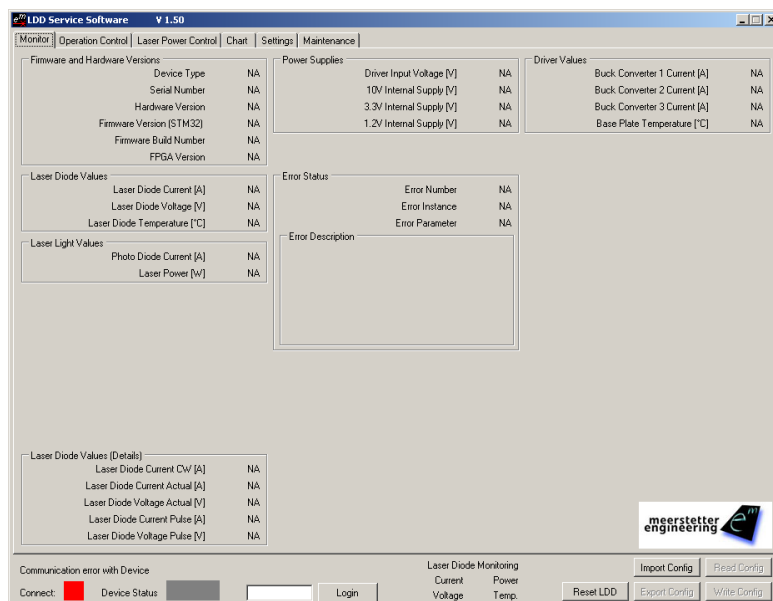 LDD Service Software V 1.50
Monitor Operation Control Laser Power Control Chart Settings Maintenance
Firmware and Hardware Versions
Device Type NA
Serial Number NA
Hardware Version NA
Firmware Version (STM32) NA
Firmware Build Number NA
FPGA Version NA
Power Supplies
Driver Input Voltage [V] NA
10V Internal Supply [V] NA
3.3V Internal Supply [V] NA
1.2V Internal Supply [V] NA
Driver Values
Buck Converter 1 Current [A] NA
Buck Converter 2 Current [A] NA
Buck Converter 3 Current [A] NA
Base Plate Temperature [°C] NA
Laser Diode Values
Laser Diode Current [A] NA
Laser Diode Voltage [V] NA
Laser Diode Temperature [°C] NA
Error Status
Error Number NA
Error Instance NA
Error Parameter NA
Error Description
Laser Light Values
Photo Diode Current [A] NA
Laser Power [W] NA
Laser Diode Values (Details)
Laser Diode Current CW [A] NA
Laser Diode Current Actual [A] NA
Laser Diode Voltage Actual [V] NA
Laser Diode Current Pulse [A] NA
Laser Diode Voltage Pulse [V] NA
meerstetter
engineering
em
Communication error with Device
Connect: Device Status Login
Laser Diode Monitoring
Current Power
Voltage Temp.
Import Config Read Config
Reset LDD Export Config Write Config